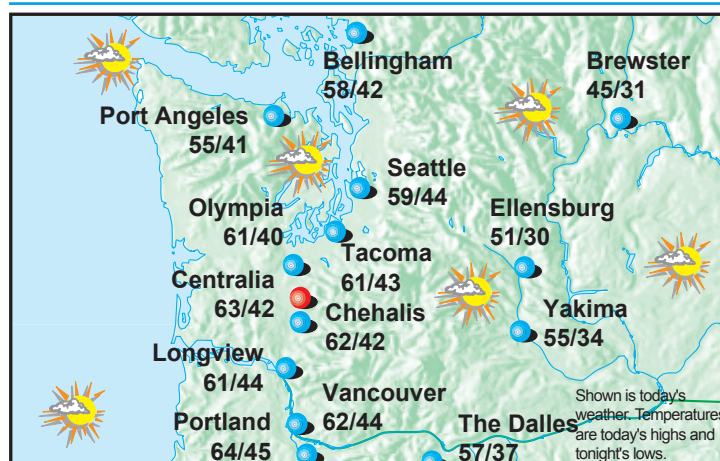 Bellingham
58/42
Brewster
45/31
Port Angeles
55/41
Seattle
59/44
Olympia
61/40
Ellensburg
51/30
Tacoma
61/43
Centralia
63/42
Chehalis
62/42
Yakima
55/34
Longview
61/44
Vancouver
62/44
Portland
64/45
The Dalles
57/37
Shown is today's
weather. Temperatures
are today's highs and
tonight's lows.